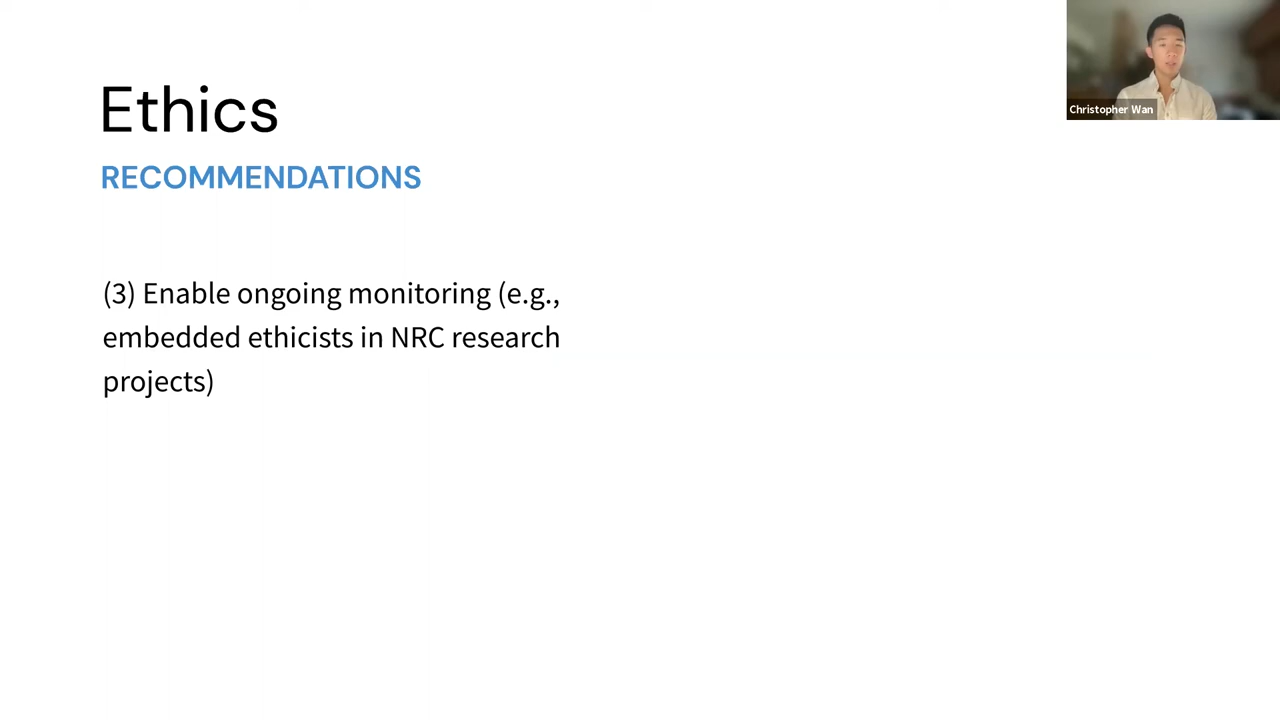 Ethics
RECOMMENDATIONS
(3) Enable ongoing monitoring (e.g.,
embedded ethicists in NRC research
projects)
Christopher Wan